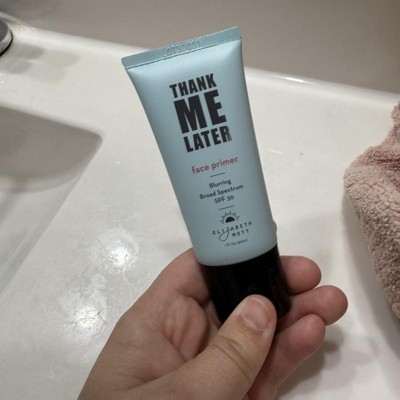 THANK
ME
LATER
face primer
Blurring
Broad Spectrum
SPF 30
ELIZABETH
MOTT